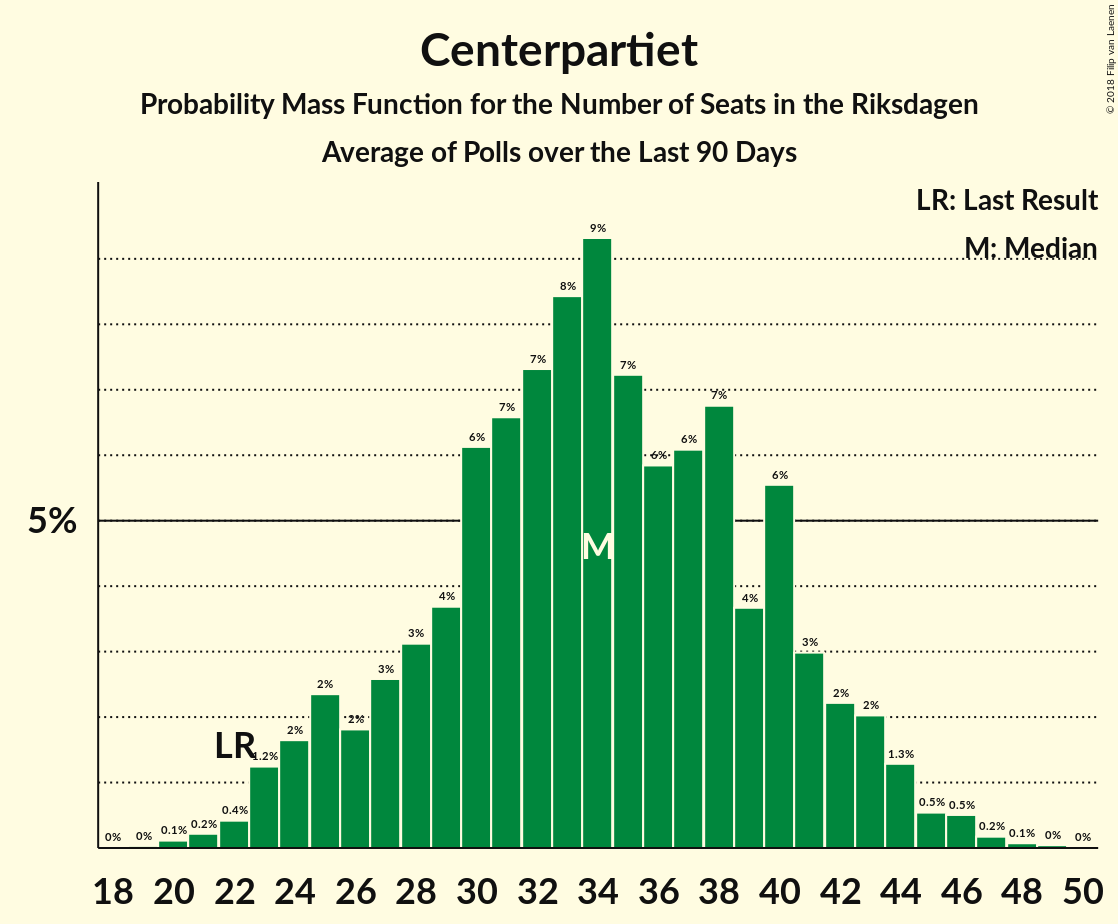 Centerpartiet
Probability Mass Function for the Number of Seats in the Riksdagen
Average of Polls over the Last 90 Days
© 2018 Filip van Laenen
LR: Last Result
M: Median
5%
0% 0% 0.1% 0.2% 0.4% 1.2% 2% 2% 2% 3% 3% 4% 6% 7% 7% 8% 9% 7% 6% 6% 7% 4% 6% 3% 2% 2% 1.3% 0.5% 0.5% 0.2% 0.1% 0% 0%
LR
M
18 20 22 24 26 28 30 32 34 36 38 40 42 44 46 48 50